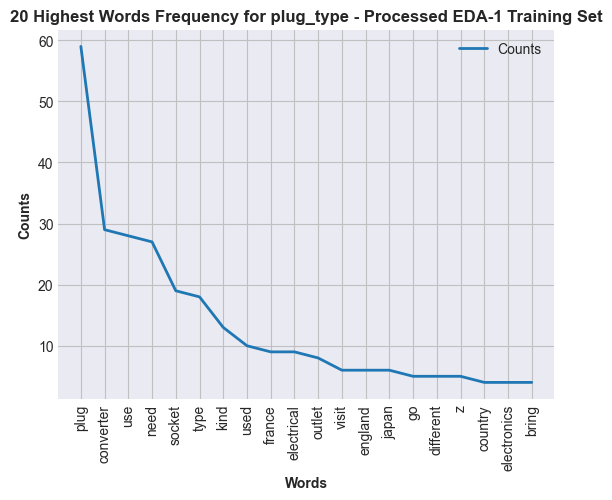 20 Highest Words Frequency for plug_type - Processed EDA-1 Training Set
Counts
60
50
40
30
20
10
Counts
plug
converter
use
need
socket
type
kind
used
france
electrical
outlet
visit
england
japan
go
different
z
country
electronics
bring
Words